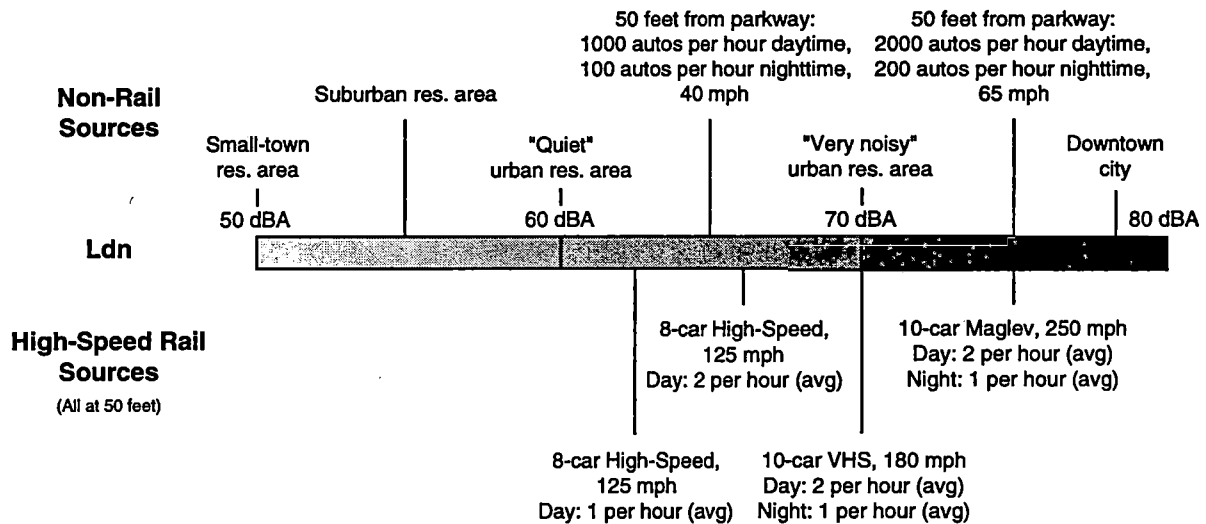 50 feet from parkway:
1000 autos per hour daytime,
100 autos per hour nighttime,
40 mph
50 feet from parkway:
2000 autos per hour daytime,
200 autos per hour nighttime,
65 mph
Non-Rail
Sources
Suburban res. area
Small-town
res. area
"Quiet"
urban res. area
"Very noisy"
urban res. area
Downtown
city
50 dBA
60 dBA
70 dBA
80 dBA
Ldn
High-Speed Rail
Sources
(All at 50 feet)
8-car High-Speed,
125 mph
Day: 2 per hour (avg)
10-car Maglev, 250 mph
Day: 2 per hour (avg)
Night: 1 per hour (avg)
8-car High-Speed,
125 mph
Day: 1 per hour (avg)
10-car VHS, 180 mph
Day: 2 per hour (avg)
Night: 1 per hour (avg)